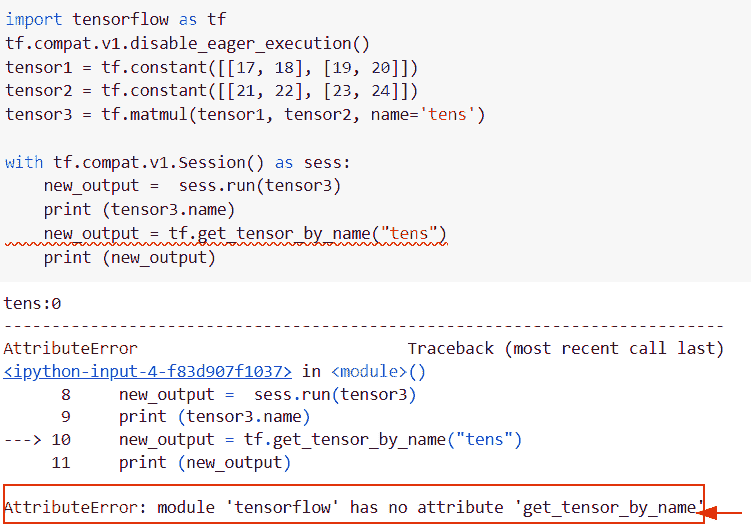 import tensorflow as tf
tf.compat.v1.disable_eager_execution()
tensor1 = tf.constant([[17, 18], [19, 20]])
tensor2 = tf.constant([[21, 22], [23, 24]])
tensor3 = tf.matmul(tensor1, tensor2, name='tens')

with tf.compat.v1.Session() as sess:
    new_output =  sess.run(tensor3)
    print (tensor3.name)
    new_output = tf.get_tensor_by_name("tens")
    print (new_output)

tens:0
---------------------------------------------------------------------------
AttributeError                            Traceback (most recent call last)
<ipython-input-4-f83d907f1037> in <module>()
      8     new_output =  sess.run(tensor3)
      9     print (tensor3.name)
---> 10     new_output = tf.get_tensor_by_name("tens")
     11     print (new_output)

AttributeError: module 'tensorflow' has no attribute 'get_tensor_by_name'